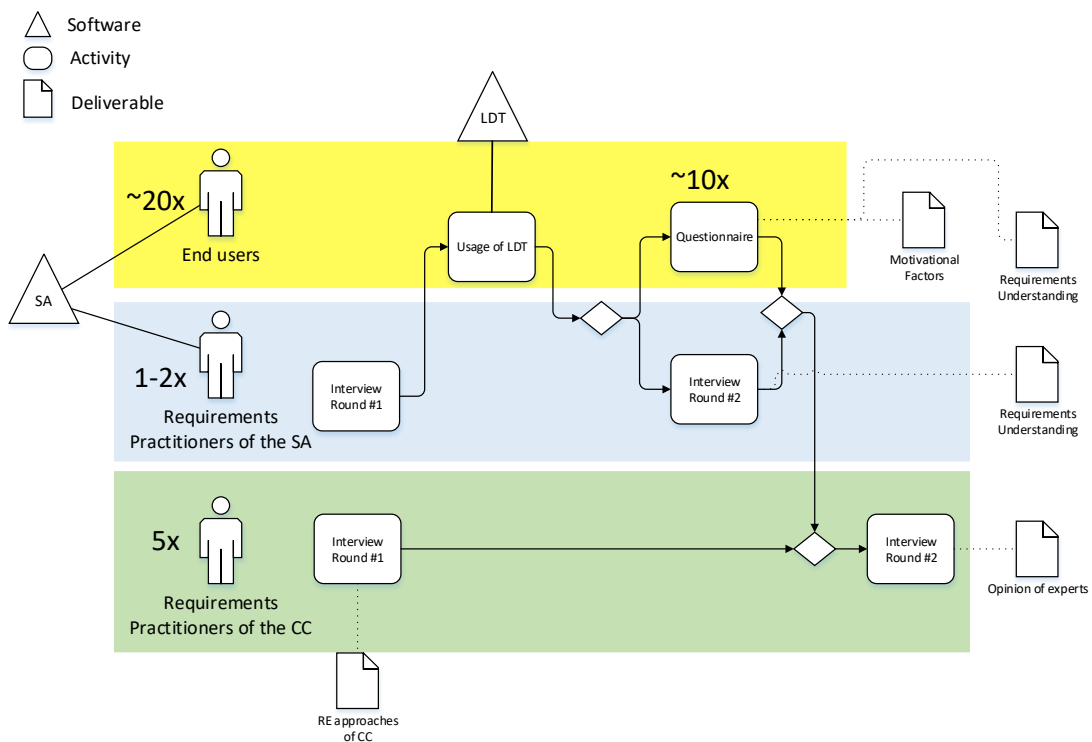 Software
Activity
Deliverable
LDT
~20x
End users
Usage of LDT
~10x
Questionnaire
Motivational
Factors
Requirements
Understanding
SA
1-2x
Requirements
Practitioners of the SA
Interview
Round #1
Interview
Round #2
Requirements
Understanding
5x
Requirements
Practitioners of the CC
Interview
Round #1
Interview
Round #2
Opinion of experts
RE approaches
of CC